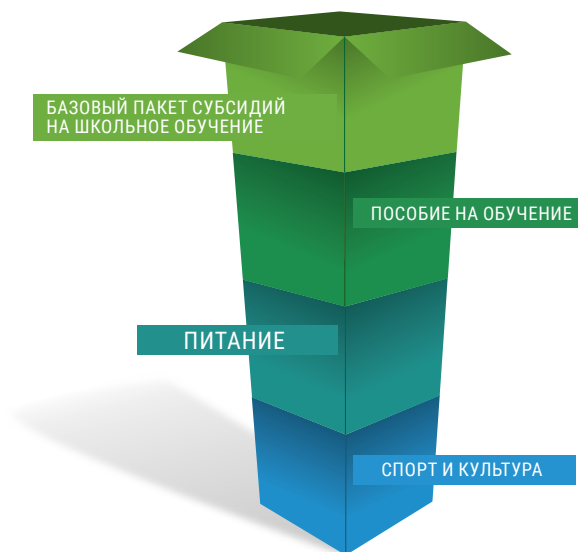 БАЗОВЫЙ ПАКЕТ СУБСИДИЙ
НА ШКОЛЬНОЕ ОБУЧЕНИЕ
ПОСОБИЕ НА ОБУЧЕНИЕ
ПИТАНИЕ
СПОРТ И КУЛЬТУРА